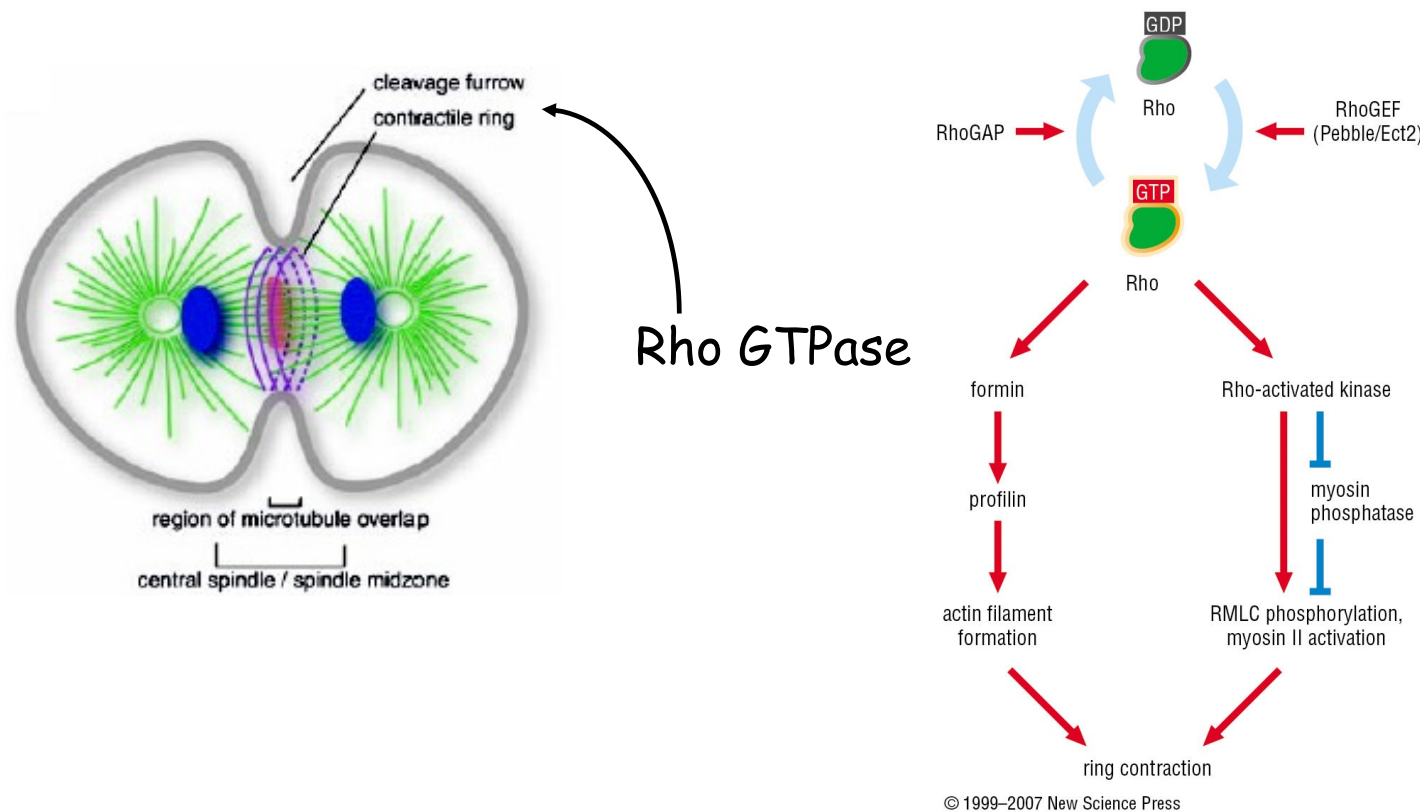 cleavage furrow
contractile ring
region of microtubule overlap
central spindle / spindle midzone
Rho GTPase
GDP
Rho
RhoGAP
RhoGEF
(Pebble/Ect2)
GTP
Rho
formin
Rho-activated kinase
profilin
myosin
phosphatase
actin filament
formation
RMLC phosphorylation,
myosin II activation
ring contraction
© 1999–2007 New Science Press